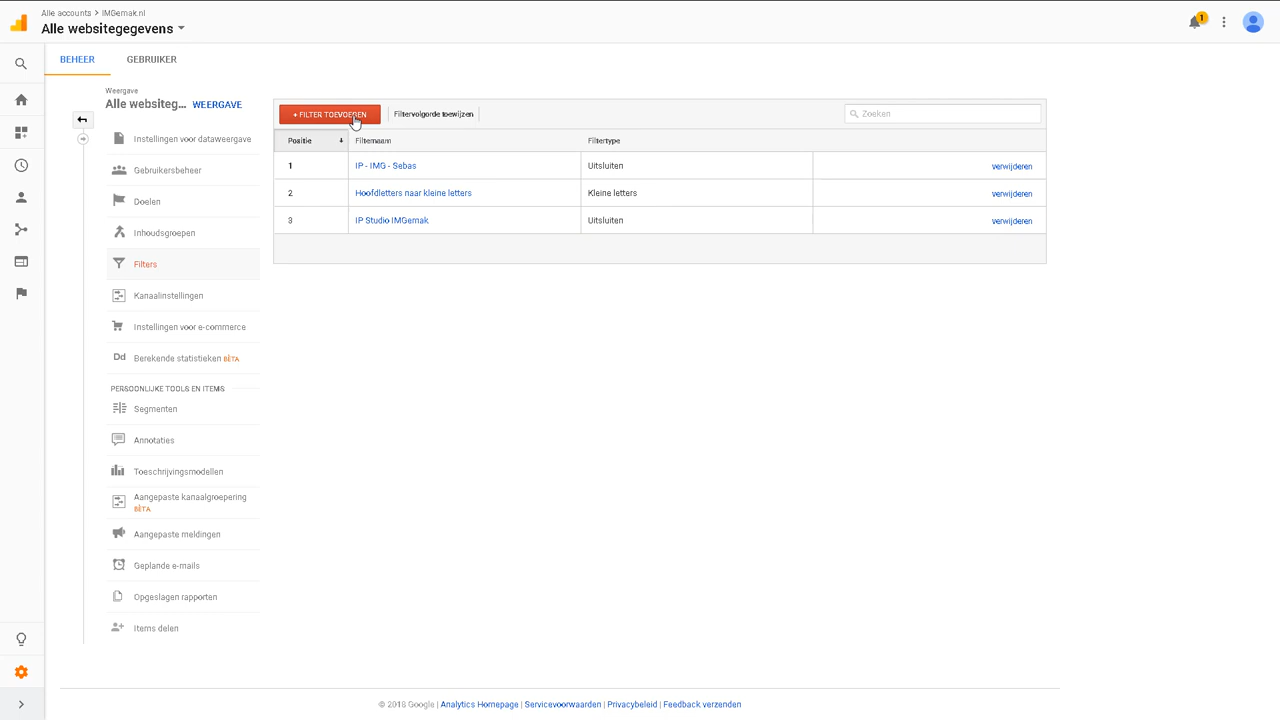 Alle accounts > IMGemak.nl
Alle websitegegevens
1
BEHEER GEBRUIKER
Weergave
Alle websiteg... WEERGAVE
Instellingen voor dataweergave
Gebruikersbeheer
Doelen
Inhoudsgroepen
Filters
Kanaalinstellingen
Instellingen voor e-commerce
Dd Berekende statistieken BÈTA
PERSOONLIJKE TOOLS EN ITEMS
Segmenten
Annotaties
Toeschrijvingsmodellen
Aangepaste kanaalgroepering
BÈTA
Aangepaste meldingen
Geplande e-mails
Opgeslagen rapporten
Items delen
+ FILTER TOEVOEGEN Filtervolgorde toewijzen Zoeken
Positie Filternaam Filtertype
1 IP - IMG - Sebas Uitsluiten verwijderen
2 Hoofdletters naar kleine letters Kleine letters verwijderen
3 IP Studio IMGemak Uitsluiten verwijderen
© 2018 Google | Analytics Homepage | Servicevoorwaarden | Privacybeleid | Feedback verzenden